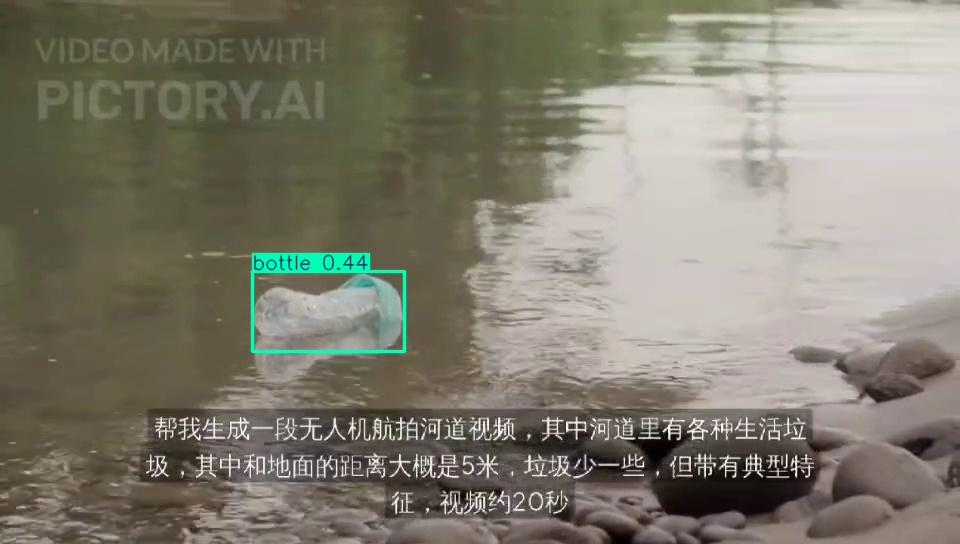 VIDEO MADE WITH
PICTORY.AI
bottle 0.44
帮我生成一段无人机航拍河道视频，其中河道里有各种生活垃
圾，其中和地面的距离大概是5米，垃圾少一些，但带有典型特
征，视频约20秒